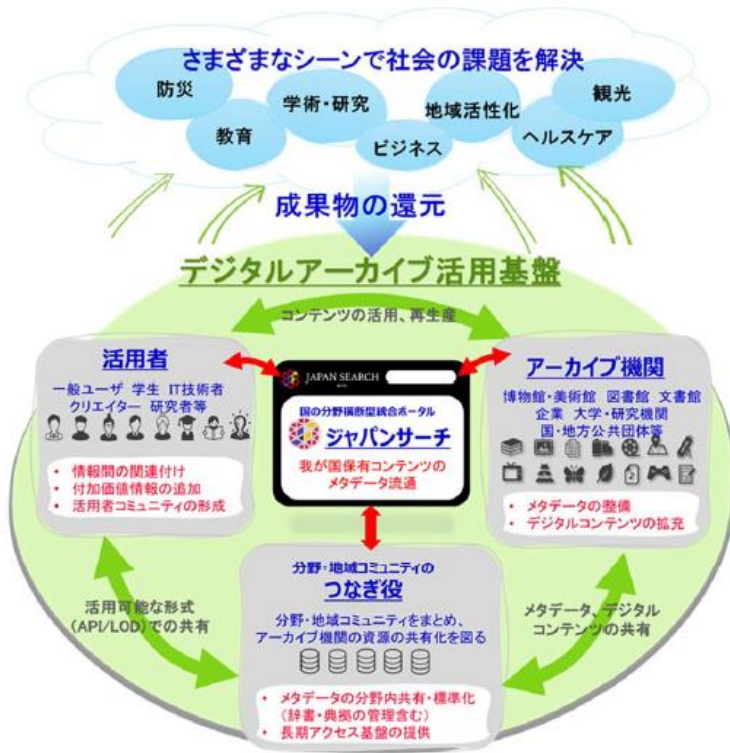 さまざまなシーンで社会の課題を解決
防災
教育
学術・研究
ビジネス
地域活性化
ヘルスケア
観光
成果物の還元
デジタルアーカイブ活用基盤
コンテンツの活用、再生産
活用者
一般ユーザ 学生 IT技術者
クリエイター 研究者等
• 情報間の関連付け
• 付加価値情報の追加
• 活用者コミュニティの形成
JAPAN SEARCH
国の分野横断型統合ポータル
ジャパンサーチ
我が国保有コンテンツの
メタデータ流通
アーカイブ機関
博物館・美術館 図書館 文書館
企業 大学・研究機関
国・地方公共団体等
• メタデータの整備
• デジタルコンテンツの拡充
活用可能な形式
(API/LOD)での共有
分野・地域コミュニティの
つなぎ役
分野・地域コミュニティをまとめ、
アーカイブ機関の資源の共有化を図る
• メタデータの分野内共有・標準化
(辞書・典拠の管理含む)
• 長期アクセス基盤の提供
メタデータ、デジタル
コンテンツの共有